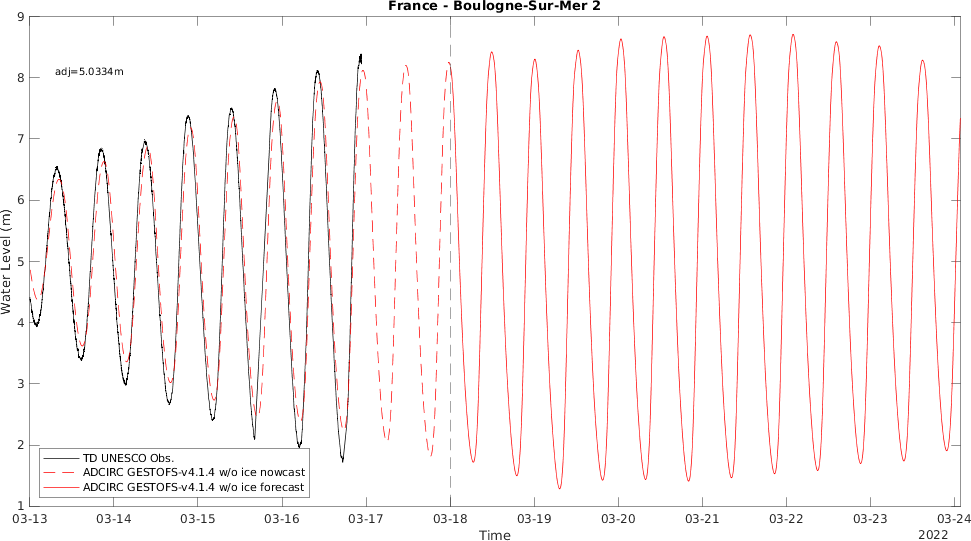 France - Boulogne-Sur-Mer 2
adj=5.0334m
9
8
7
6
5
4
3
2
1
Water Level (m)
TD UNESCO Obs.
ADCIRC GESTOFS-v4.1.4 w/o ice nowcast
ADCIRC GESTOFS-v4.1.4 w/o ice forecast
03-13 03-14 03-15 03-16 03-17 03-18 03-19 03-20 03-21 03-22 03-23 03-24
Time
2022